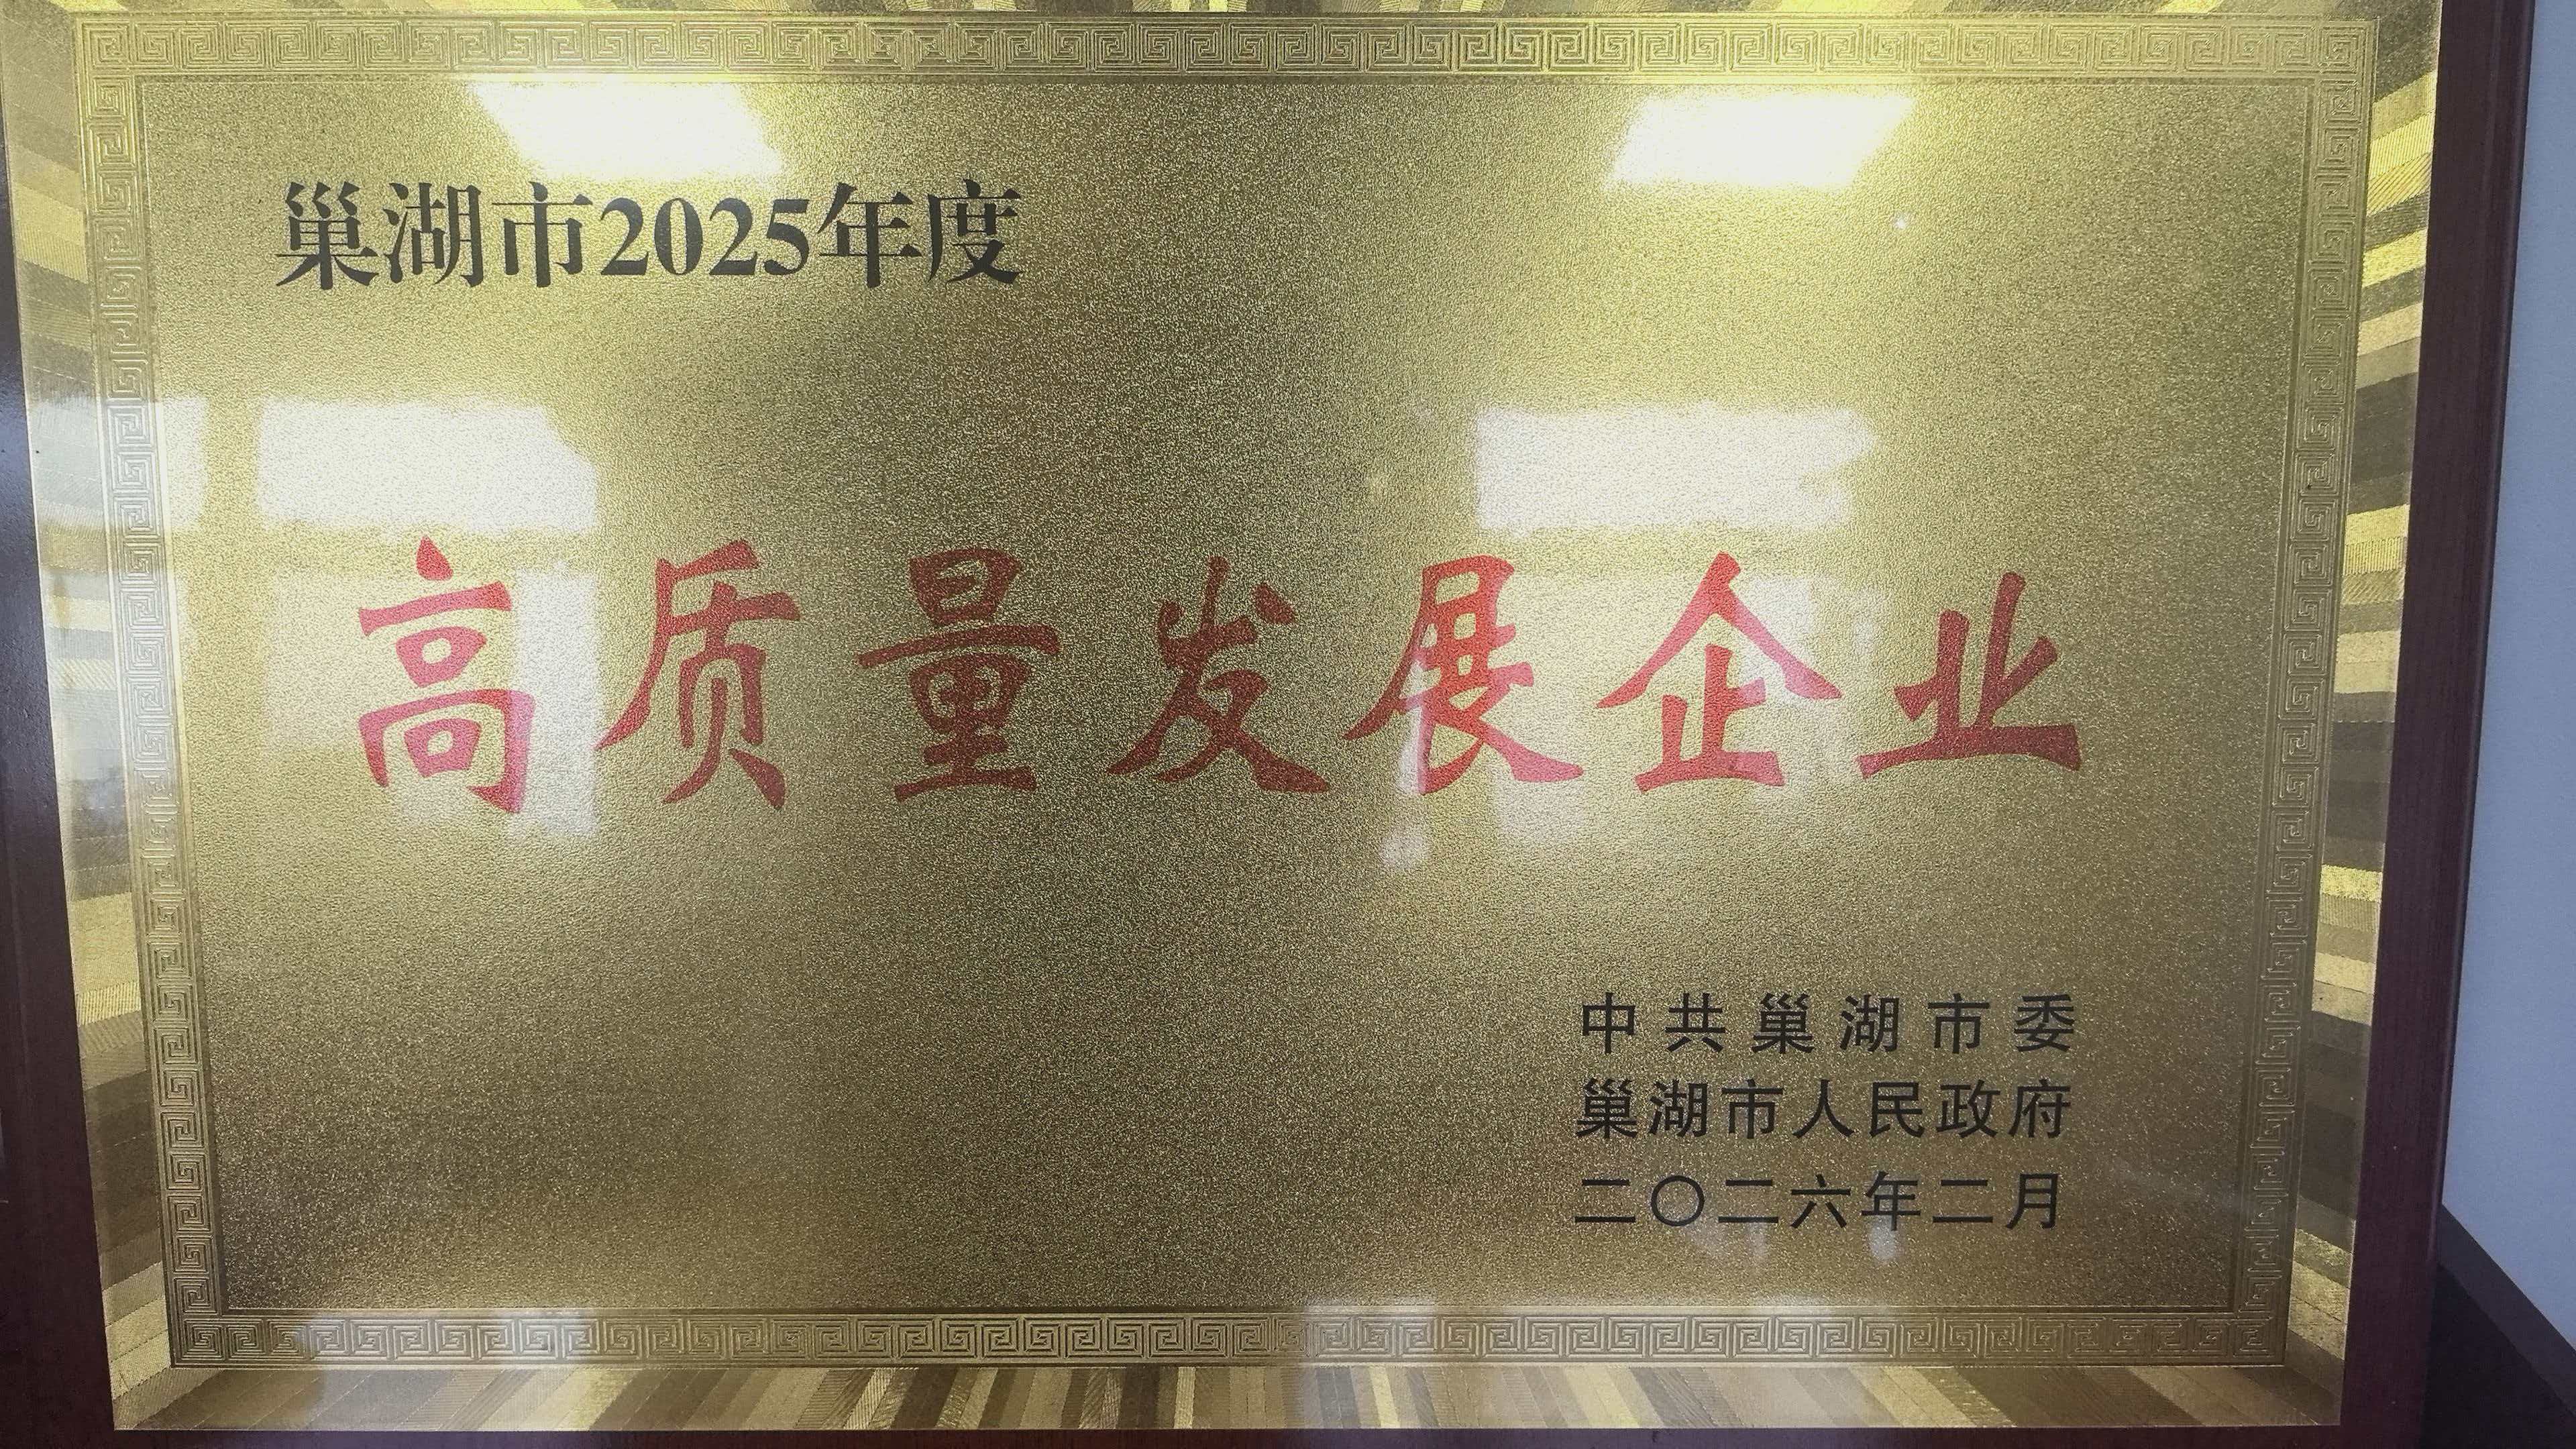 巢湖市2025年度
高质量发展企业
中共巢湖市委
巢湖市人民政府
二〇二六年二月